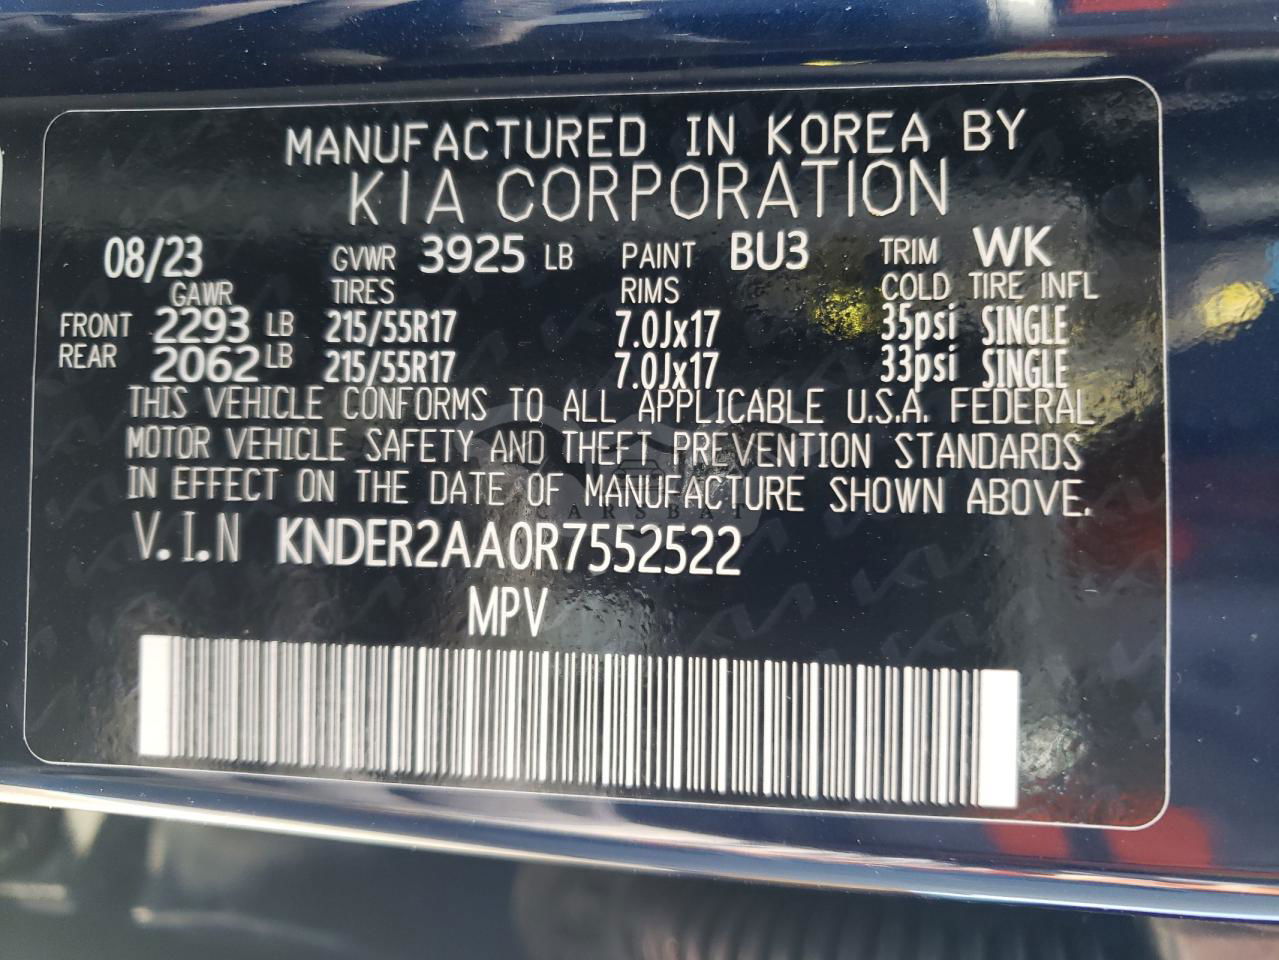 MANUFACTURED IN KOREA BY
KIA CORPORATION
08/23 GVWR 3925 LB PAINT BU3 TRIM WK
GAWR TIRES RIMS COLD TIRE INFL
FRONT 2293 LB 215/55R17 7.0Jx17 35psi SINGLE
REAR 2062 LB 215/55R17 7.0Jx17 33psi SINGLE
THIS VEHICLE CONFORMS TO ALL APPLICABLE U.S.A. FEDERAL
MOTOR VEHICLE SAFETY AND THEFT PREVENTION STANDARDS
IN EFFECT ON THE DATE OF MANUFACTURE SHOWN ABOVE.
CARSBAT
V.I.N KNDER2AA0R7552522
MPV